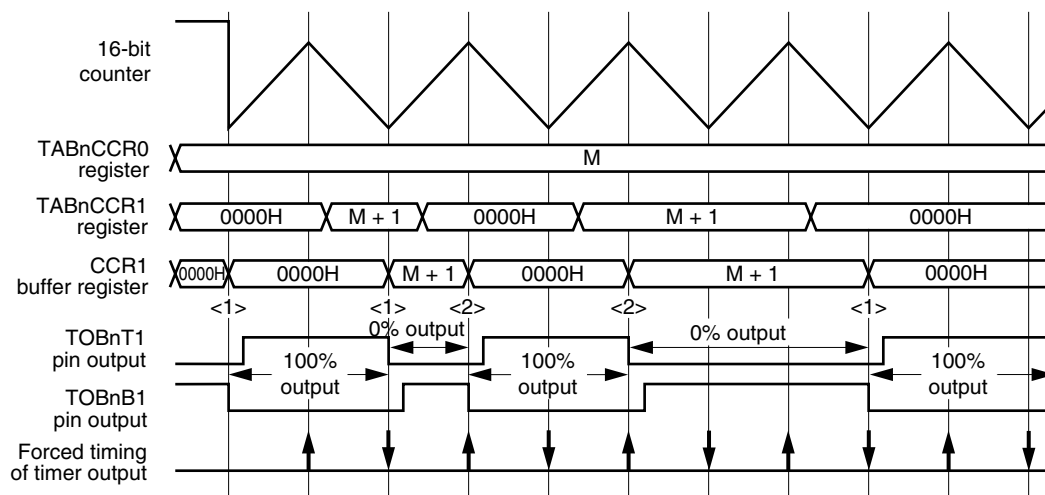 16-bit
counter
TABnCCR0
register
M
TABnCCR1
register
0000H
M + 1
0000H
M + 1
0000H
CCR1
buffer register
0000H
0000H
M + 1
0000H
M + 1
0000H
<1>
<1>
<2>
<2>
<1>
TOBnT1
pin output
0% output
0% output
100%
output
100%
output
100%
output
TOBnB1
pin output
Forced timing
of timer output